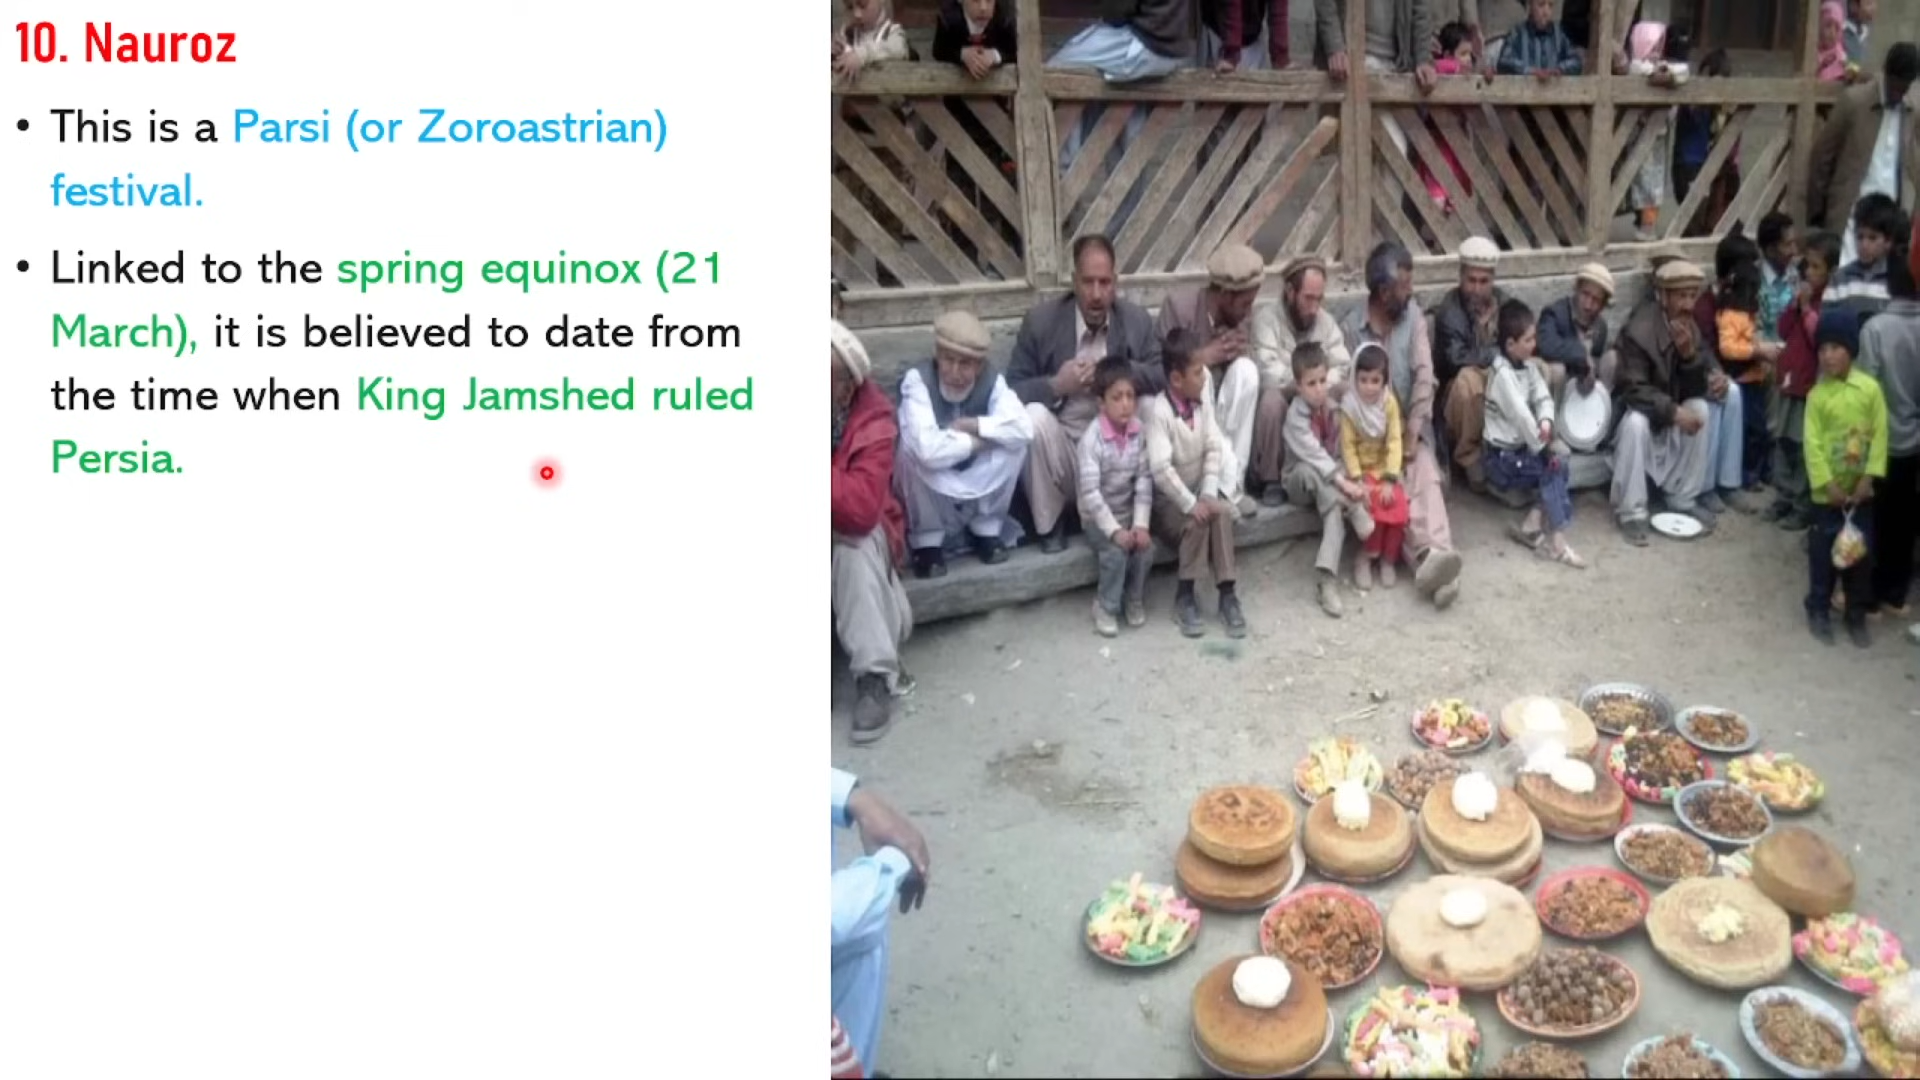 10. Nauroz
• This is a Parsi (or Zoroastrian)
festival.
• Linked to the spring equinox (21
March), it is believed to date from
the time when King Jamshed ruled
Persia.